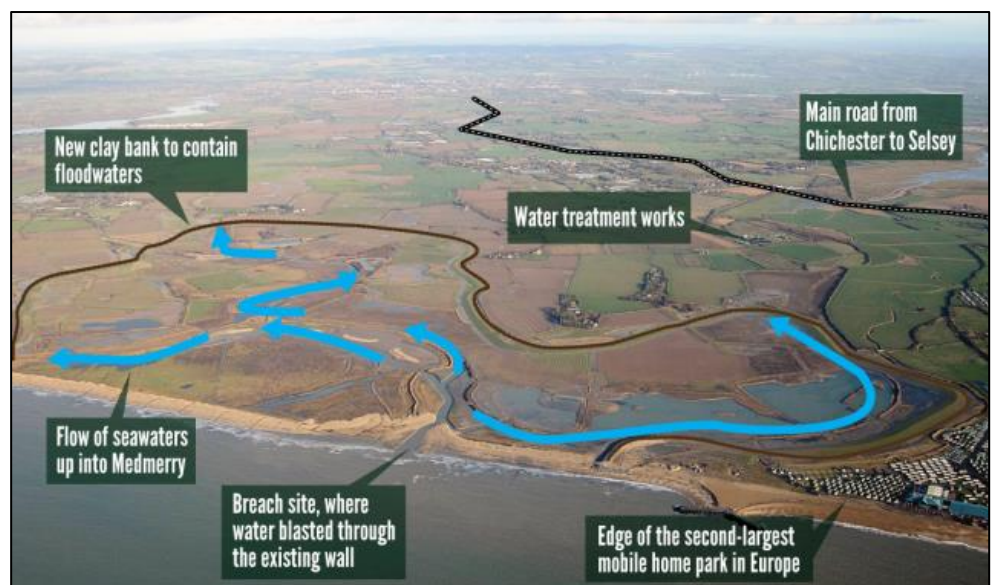 New clay bank to contain
floodwaters
Main road from
Chichester to Selsey
Water treatment works
Flow of seawaters
up into Medmerry
Breach site, where
water blasted through
the existing wall
Edge of the second-largest
mobile home park in Europe